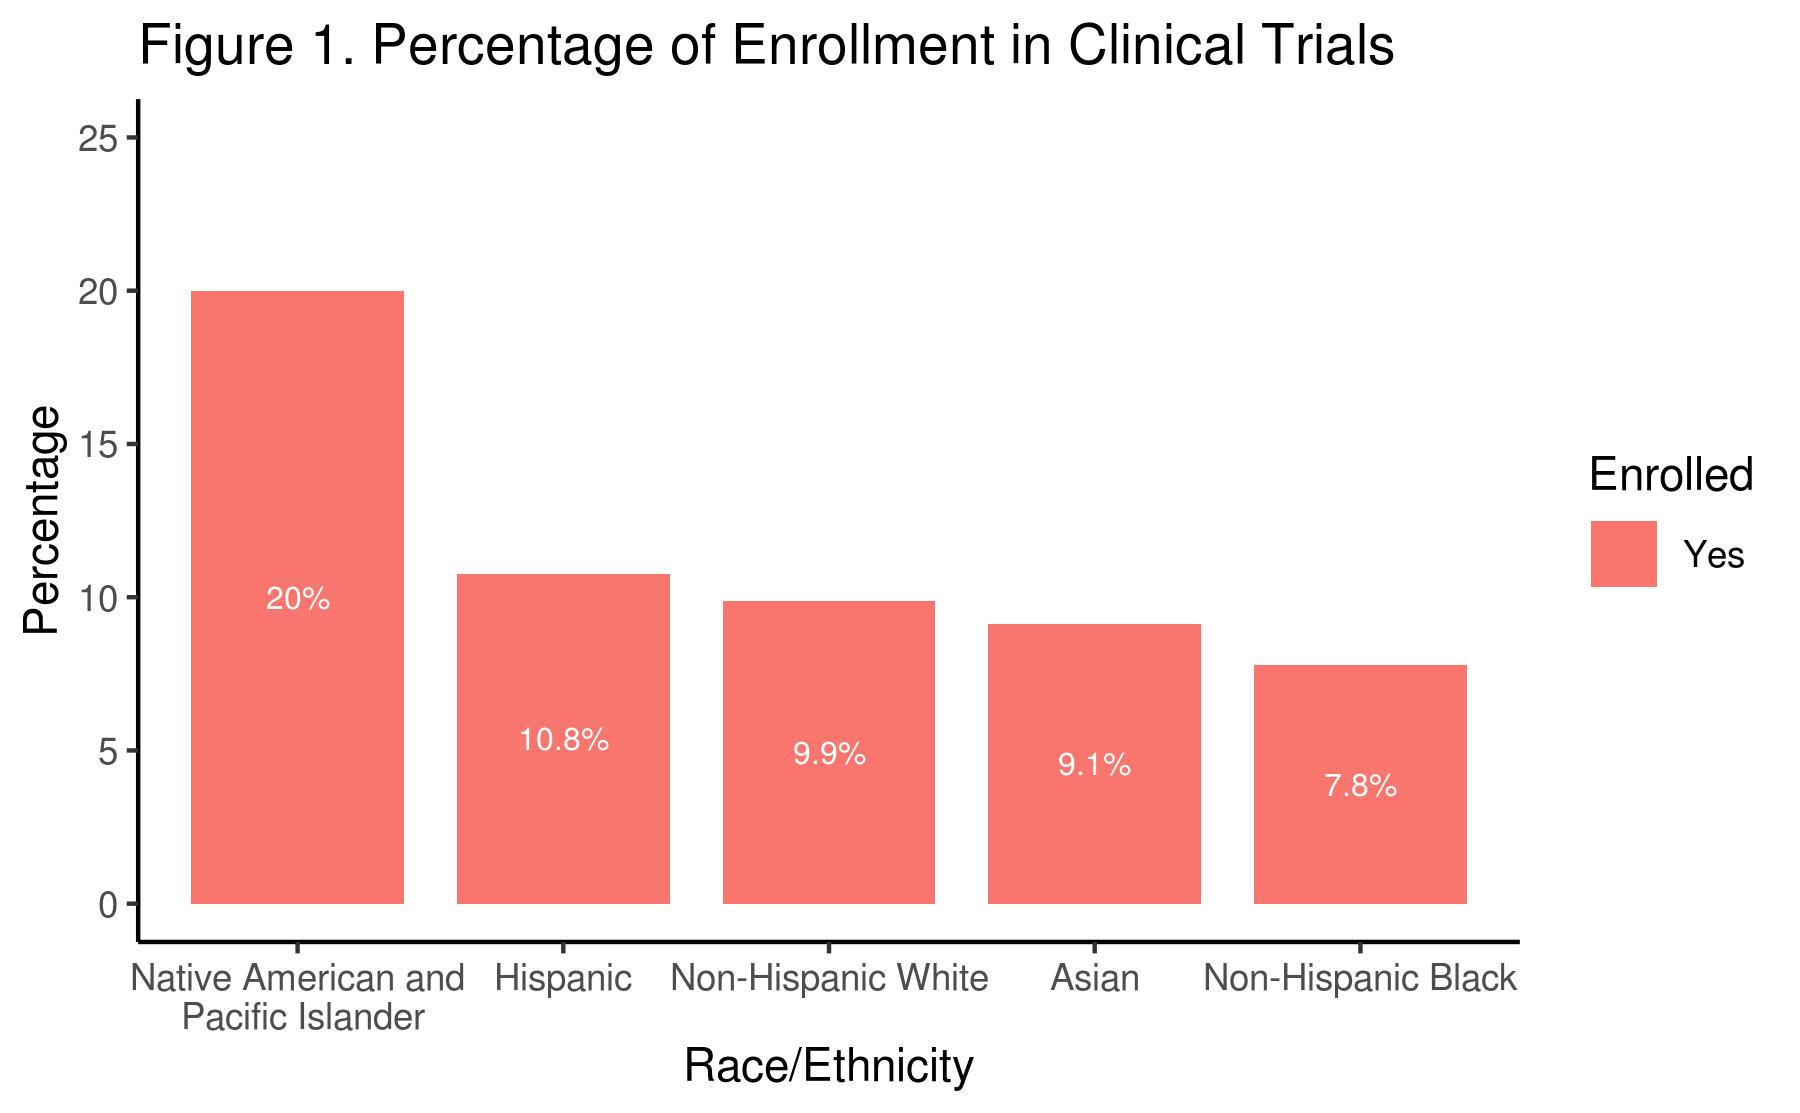 Figure 1. Percentage of Enrollment in Clinical Trials
Percentage
25
20
15
10
5
0
20%
10.8%
9.9%
9.1%
7.8%
Native American and
Pacific Islander
Hispanic
Non-Hispanic White
Asian
Non-Hispanic Black
Race/Ethnicity
Enrolled
Yes